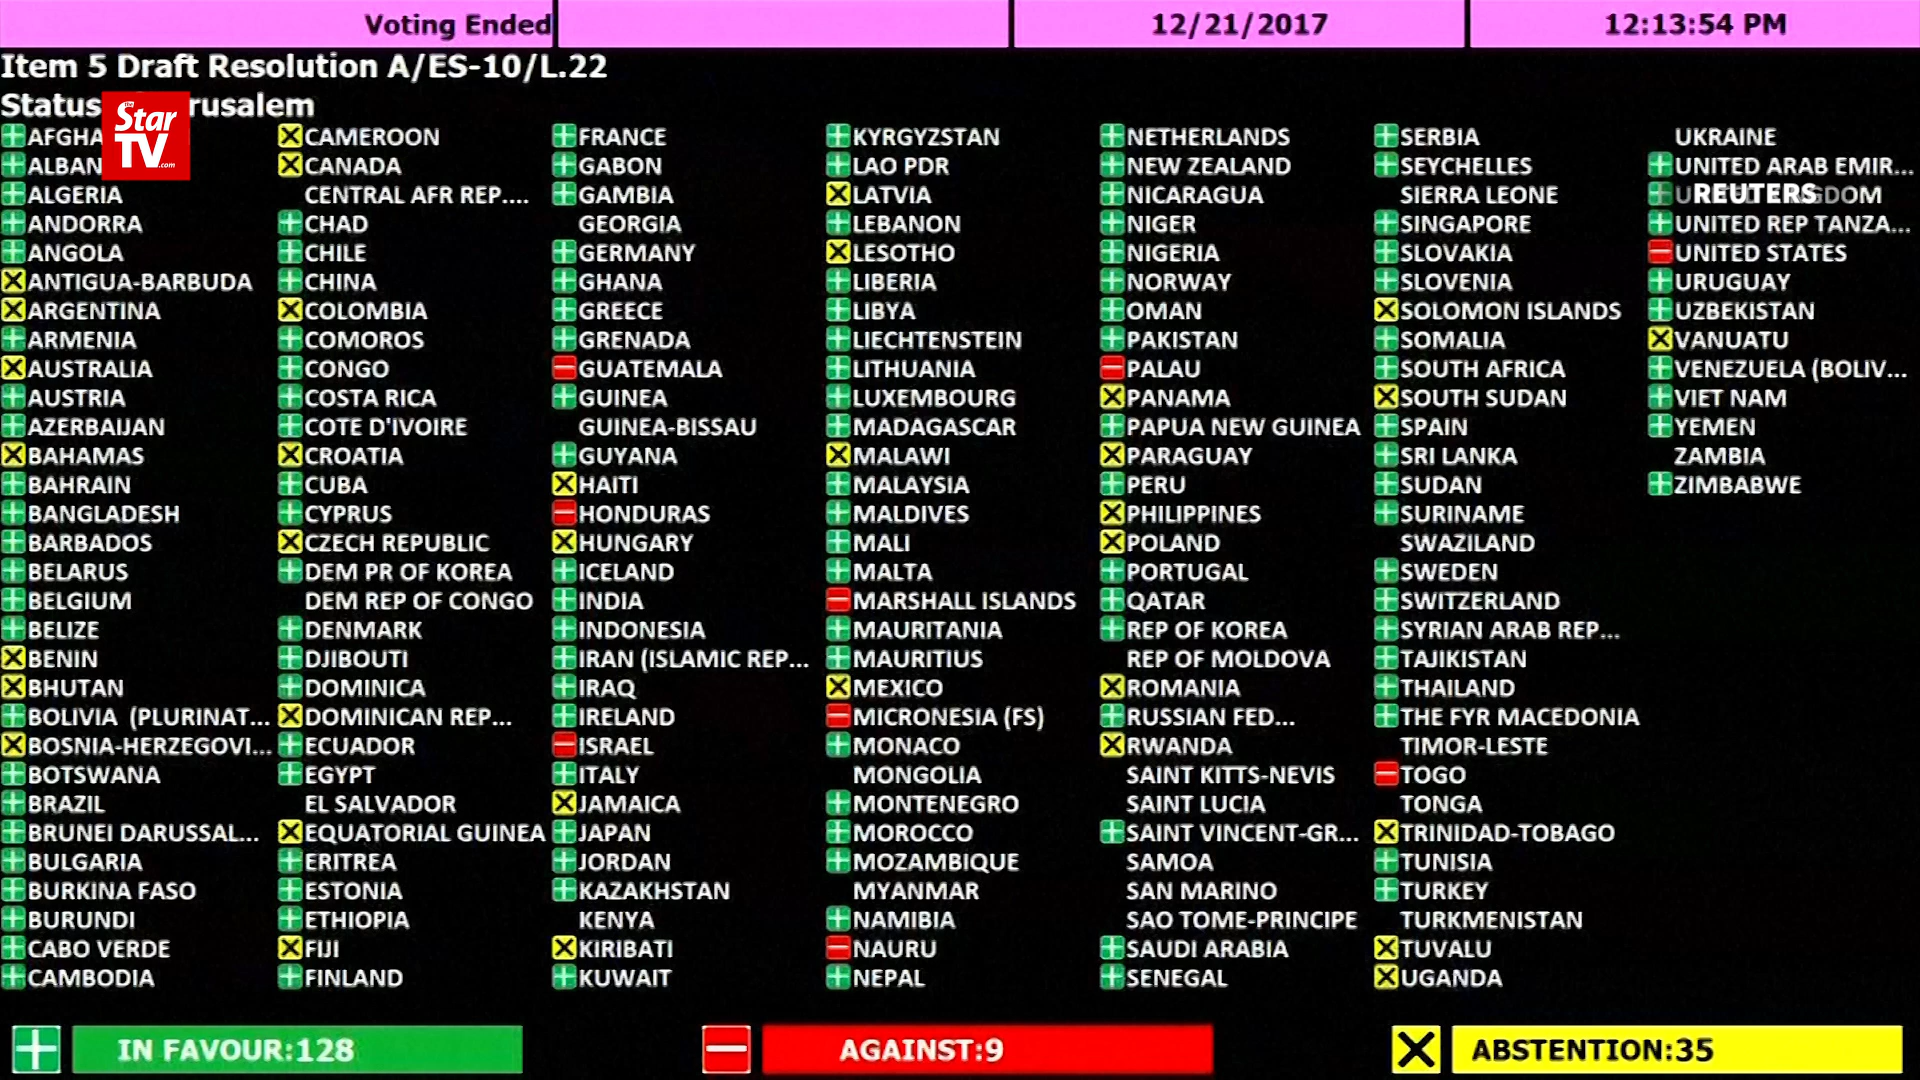 Voting Ended 12/21/2017 12:13:54 PM
Item 5 Draft Resolution A/ES-10/L.22
Status rusalem
The Star TV .com
AFGHA
ALBAN
ALGERIA
ANDORRA
ANGOLA
ANTIGUA-BARBUDA
ARGENTINA
ARMENIA
AUSTRALIA
AUSTRIA
AZERBAIJAN
BAHAMAS
BAHRAIN
BANGLADESH
BARBADOS
BELARUS
BELGIUM
BELIZE
BENIN
BHUTAN
BOLIVIA (PLURINAT...
BOSNIA-HERZEGOVI...
BOTSWANA
BRAZIL
BRUNEI DARUSSAL...
BULGARIA
BURKINA FASO
BURUNDI
CABO VERDE
CAMBODIA
CAMEROON
CANADA
CENTRAL AFR REP....
CHAD
CHILE
CHINA
COLOMBIA
COMOROS
CONGO
COSTA RICA
COTE D'IVOIRE
CROATIA
CUBA
CYPRUS
CZECH REPUBLIC
DEM PR OF KOREA
DEM REP OF CONGO
DENMARK
DJIBOUTI
DOMINICA
DOMINICAN REP...
ECUADOR
EGYPT
EL SALVADOR
EQUATORIAL GUINEA
ERITREA
ESTONIA
ETHIOPIA
FIJI
FINLAND
FRANCE
GABON
GAMBIA
GEORGIA
GERMANY
GHANA
GREECE
GRENADA
GUATEMALA
GUINEA
GUINEA-BISSAU
GUYANA
HAITI
HONDURAS
HUNGARY
ICELAND
INDIA
INDONESIA
IRAN (ISLAMIC REP...
IRAQ
IRELAND
ISRAEL
ITALY
JAMAICA
JAPAN
JORDAN
KAZAKHSTAN
KENYA
KIRIBATI
KUWAIT
KYRGYZSTAN
LAO PDR
LATVIA
LEBANON
LESOTHO
LIBERIA
LIBYA
LIECHTENSTEIN
LITHUANIA
LUXEMBOURG
MADAGASCAR
MALAWI
MALAYSIA
MALDIVES
MALI
MALTA
MARSHALL ISLANDS
MAURITANIA
MAURITIUS
MEXICO
MICRONESIA (FS)
MONACO
MONGOLIA
MONTENEGRO
MOROCCO
MOZAMBIQUE
MYANMAR
NAMIBIA
NAURU
NEPAL
NETHERLANDS
NEW ZEALAND
NICARAGUA
NIGER
NIGERIA
NORWAY
OMAN
PAKISTAN
PALAU
PANAMA
PAPUA NEW GUINEA
PARAGUAY
PERU
PHILIPPINES
POLAND
PORTUGAL
QATAR
REP OF KOREA
REP OF MOLDOVA
ROMANIA
RUSSIAN FED...
RWANDA
SAINT KITTS-NEVIS
SAINT LUCIA
SAINT VINCENT-GR...
SAMOA
SAN MARINO
SAO TOME-PRINCIPE
SAUDI ARABIA
SENEGAL
SERBIA
SEYCHELLES
SIERRA LEONE
SINGAPORE
SLOVAKIA
SLOVENIA
SOLOMON ISLANDS
SOMALIA
SOUTH AFRICA
SOUTH SUDAN
SPAIN
SRI LANKA
SUDAN
SURINAME
SWAZILAND
SWEDEN
SWITZERLAND
SYRIAN ARAB REP...
TAJIKISTAN
THAILAND
THE FYR MACEDONIA
TIMOR-LESTE
TOGO
TONGA
TRINIDAD-TOBAGO
TUNISIA
TURKEY
TURKMENISTAN
TUVALU
UGANDA
UKRAINE
UNITED ARAB EMIR...
REUTERS
UNITED REP TANZA...
UNITED STATES
URUGUAY
UZBEKISTAN
VANUATU
VENEZUELA (BOLIV...
VIET NAM
YEMEN
ZAMBIA
ZIMBABWE
IN FAVOUR:128
AGAINST:9
ABSTENTION:35